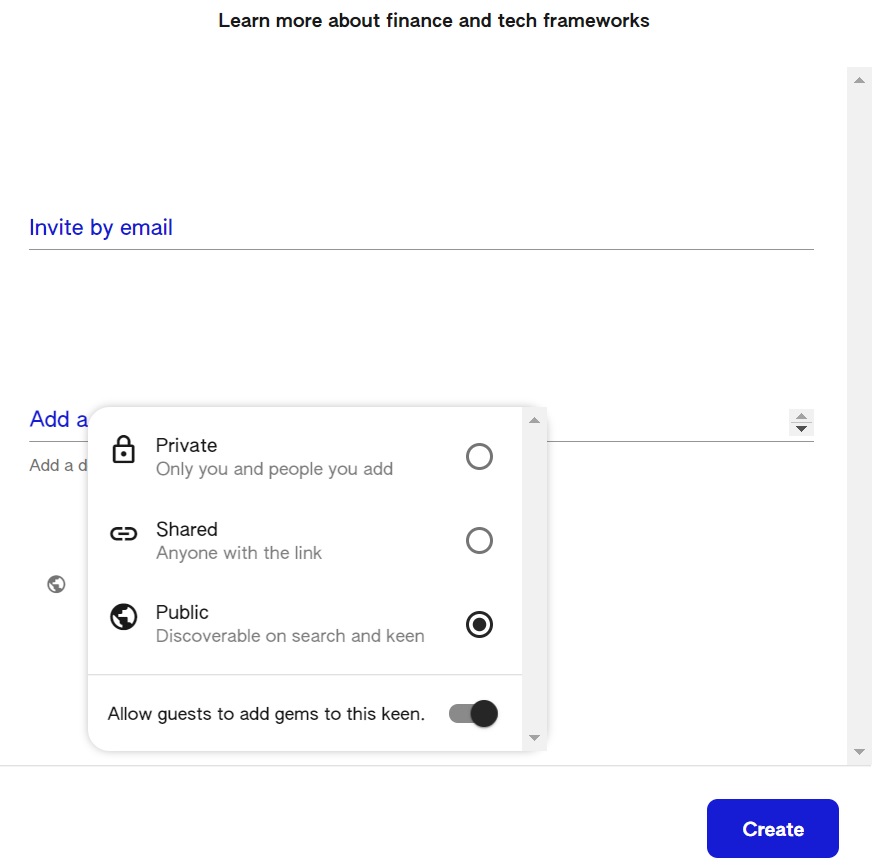 Learn more about finance and tech frameworks
Invite by email
Add a
Add a d
Private
Only you and people you add
Shared
Anyone with the link
Public
Discoverable on search and keen
Allow guests to add gems to this keen.
Create